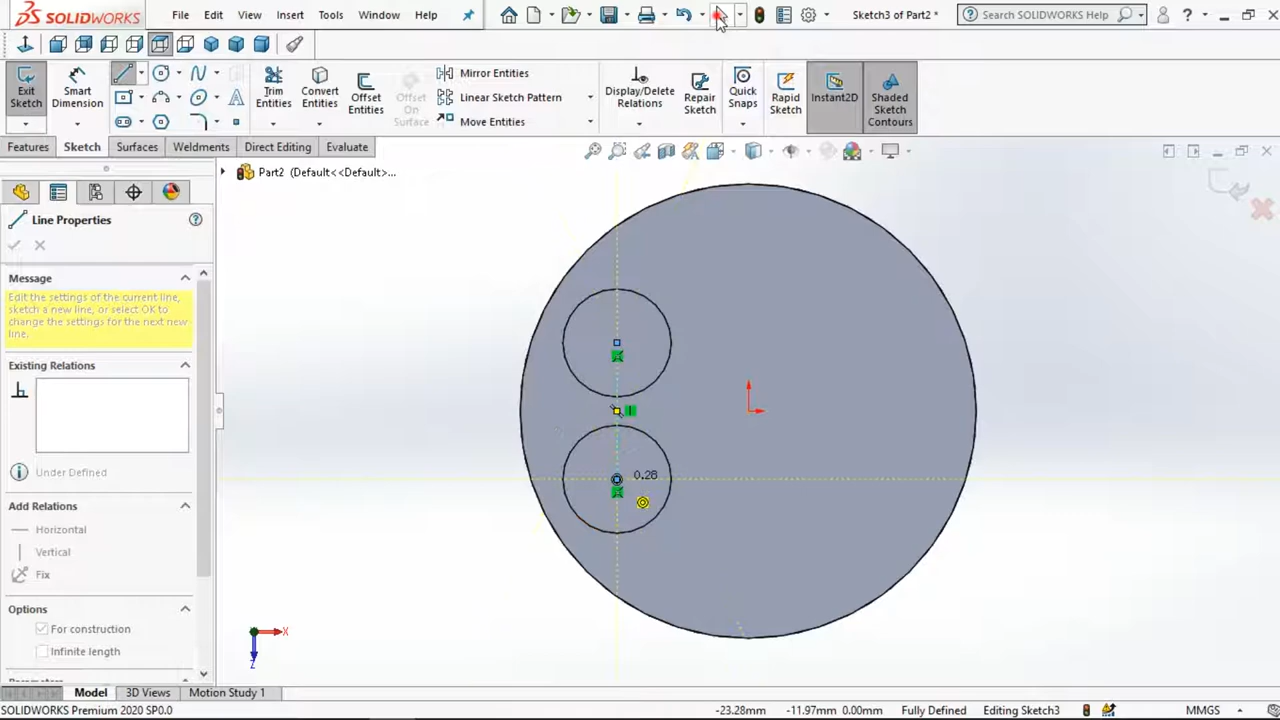 SOLIDWORKS File Edit View Insert Tools Window Help Sketch3 of Part2 * Search SOLIDWORKS Help ?
Exit Sketch
Smart Dimension
Trim Entities
Convert Entities
Offset Entities
Offset On Surface
Mirror Entities
Linear Sketch Pattern
Move Entities
Display/Delete Relations
Repair Sketch
Quick Snaps
Rapid Sketch
Instant2D
Shaded Sketch Contours
Features Sketch Surfaces Weldments Direct Editing Evaluate
Part2 (Default<<Default>...
Line Properties
Message
Edit the settings of the current line,
sketch a new line, or select OK to
change the settings for the next new
line.
Existing Relations
Under Defined
Add Relations
Horizontal
Vertical
Fix
Options
For construction
Infinite length
0.28
X
Z
Model 3D Views Motion Study 1
SOLIDWORKS Premium 2020 SP0.0 -23.28mm -11.97mm 0.00mm Fully Defined Editing Sketch3 MMGS